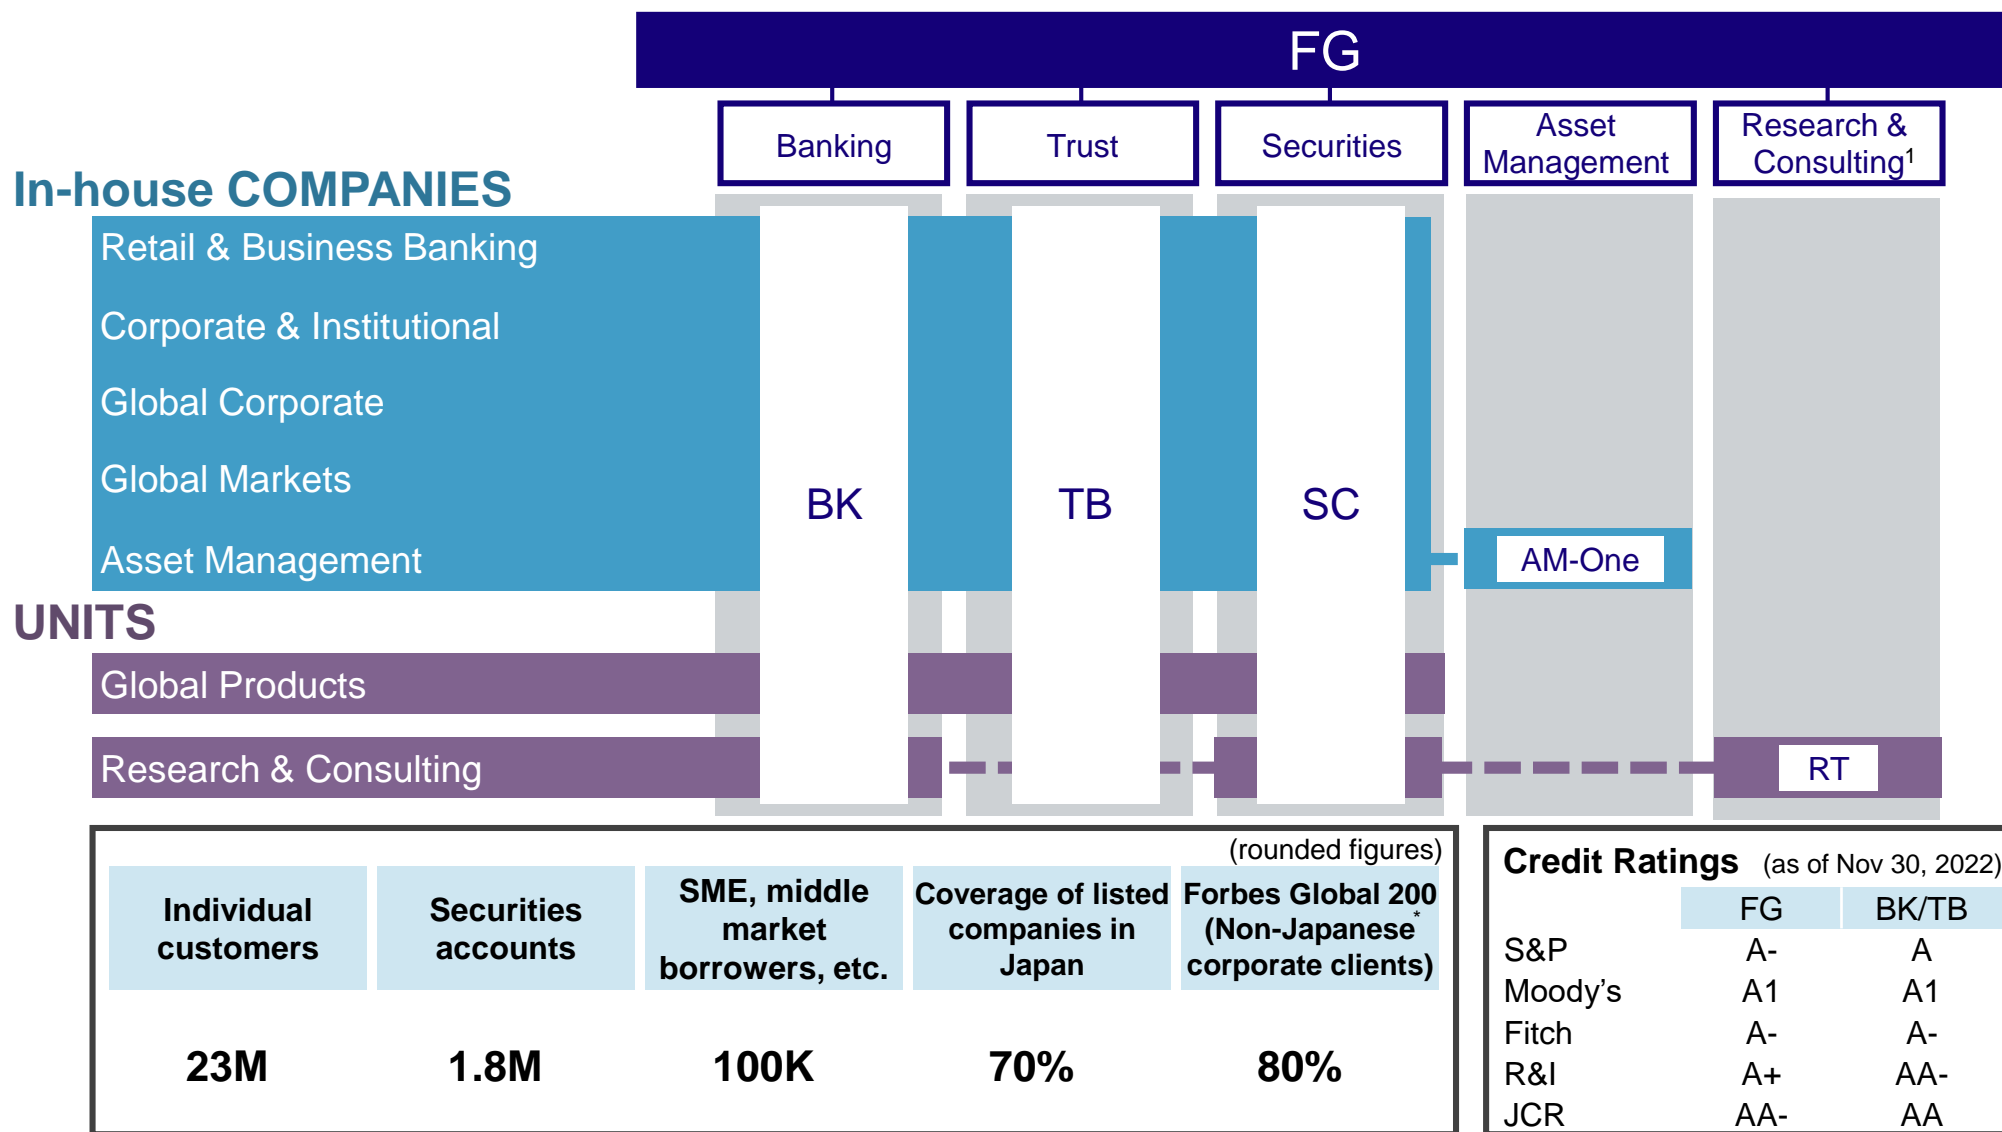 FG
Banking
Trust
Securities
Asset
Management
Research &
Consulting1
In-house COMPANIES
Retail & Business Banking
Corporate & Institutional
Global Corporate
Global Markets
Asset Management
BK
TB
SC
AM-One
UNITS
Global Products
Research & Consulting
RT
(rounded figures)
Individual
customers
Securities
accounts
SME, middle
market
borrowers, etc.
Coverage of listed
companies in
Japan
Forbes Global 200
(Non-Japanese*
corporate clients)
23M
1.8M
100K
70%
80%
Credit Ratings (as of Nov 30, 2022)
FG BK/TB
S&P A- A
Moody’s A1 A1
Fitch A- A-
R&I A+ AA-
JCR AA- AA